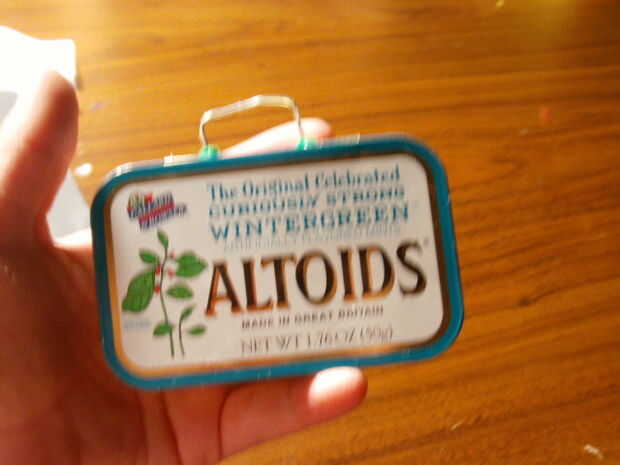 The Original Celebrated
CURIOUSLY STRONG
WINTERGREEN
ALTOIDS
MADE IN GREAT BRITAIN
NET WT 1.76 OZ (50g)